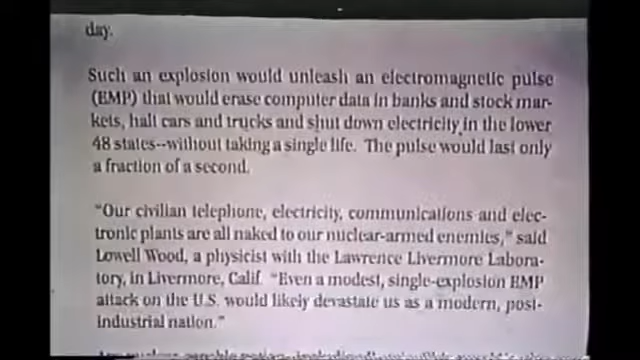 day.
Such an explosion would unleash an electromagnetic pulse
(EMP) that would erase computer data in banks and stock mar-
kets, halt cars and trucks and shut down electricity in the lower
48 states--without taking a single life. The pulse would last only
a fraction of a second.
"Our civilian telephone, electricity, communications and elec-
tronic plants are all naked to our nuclear-armed enemies," said
Lowell Wood, a physicist with the Lawrence Livermore Labora-
tory, in Livermore, Calif. "Even a modest, single-explosion EMP
attack on the U.S. would likely devastate us as a modern, post-
industrial nation."